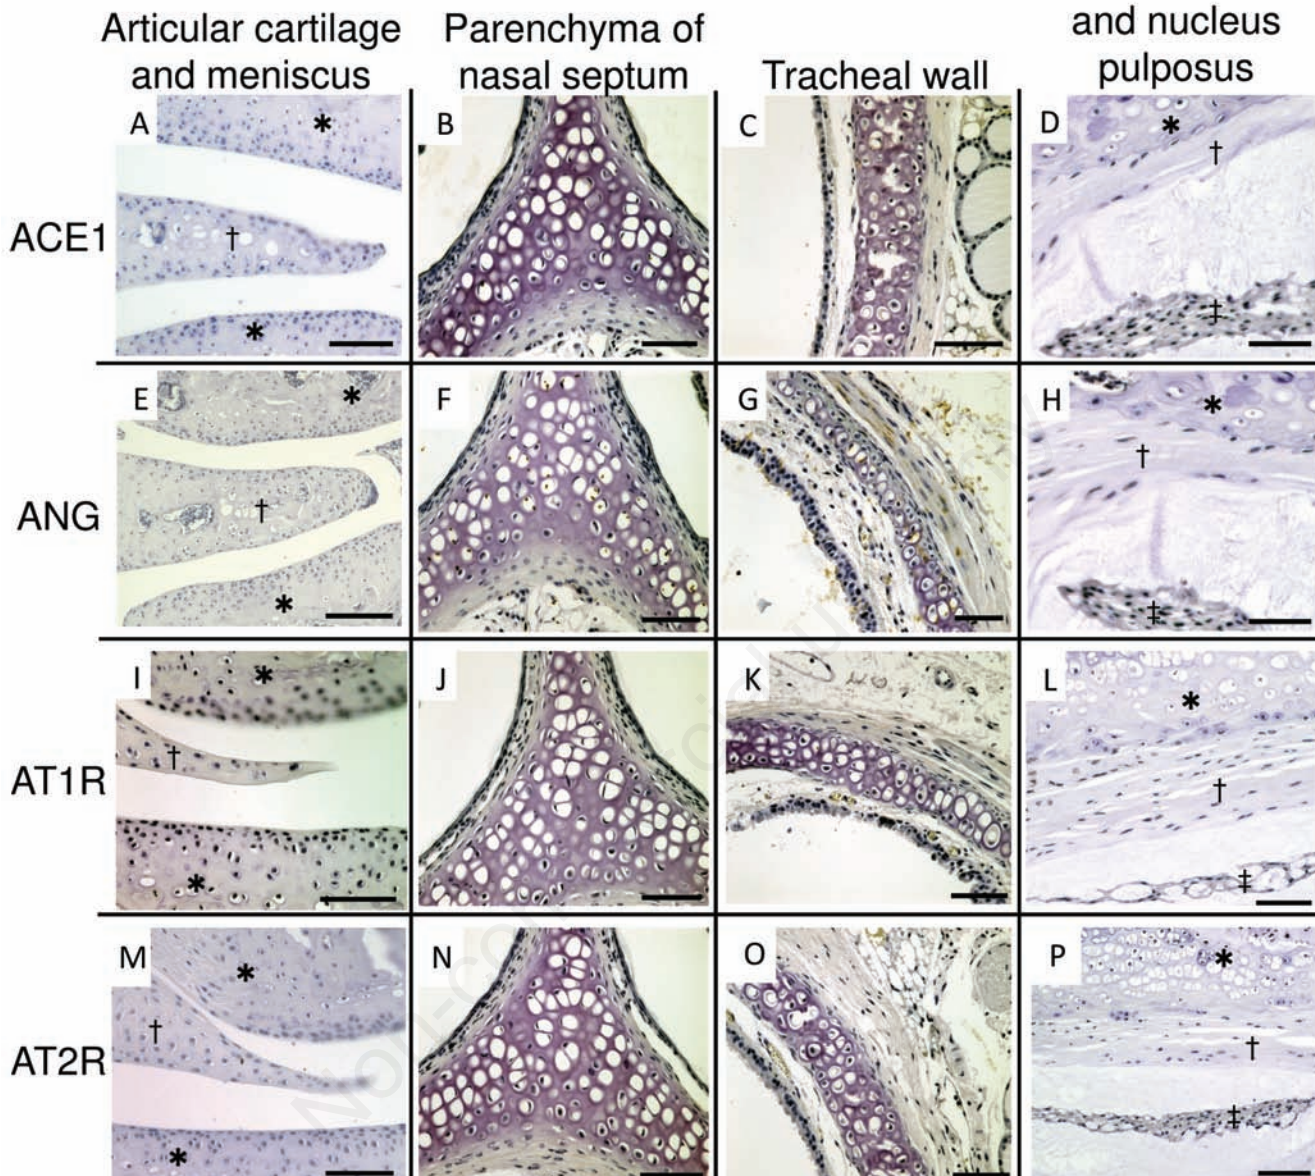 Articular cartilage
and meniscus
Parenchyma of
nasal septum
Tracheal wall
and nucleus
pulposus
ACE1
A
*
†
*
B
C
D
*
†
‡
ANG
E
*
†
*
F
G
H
*
†
‡
AT1R
I
*
†
*
J
K
L
*
†
‡
AT2R
M
*
†
*
N
O
P
*
†
‡